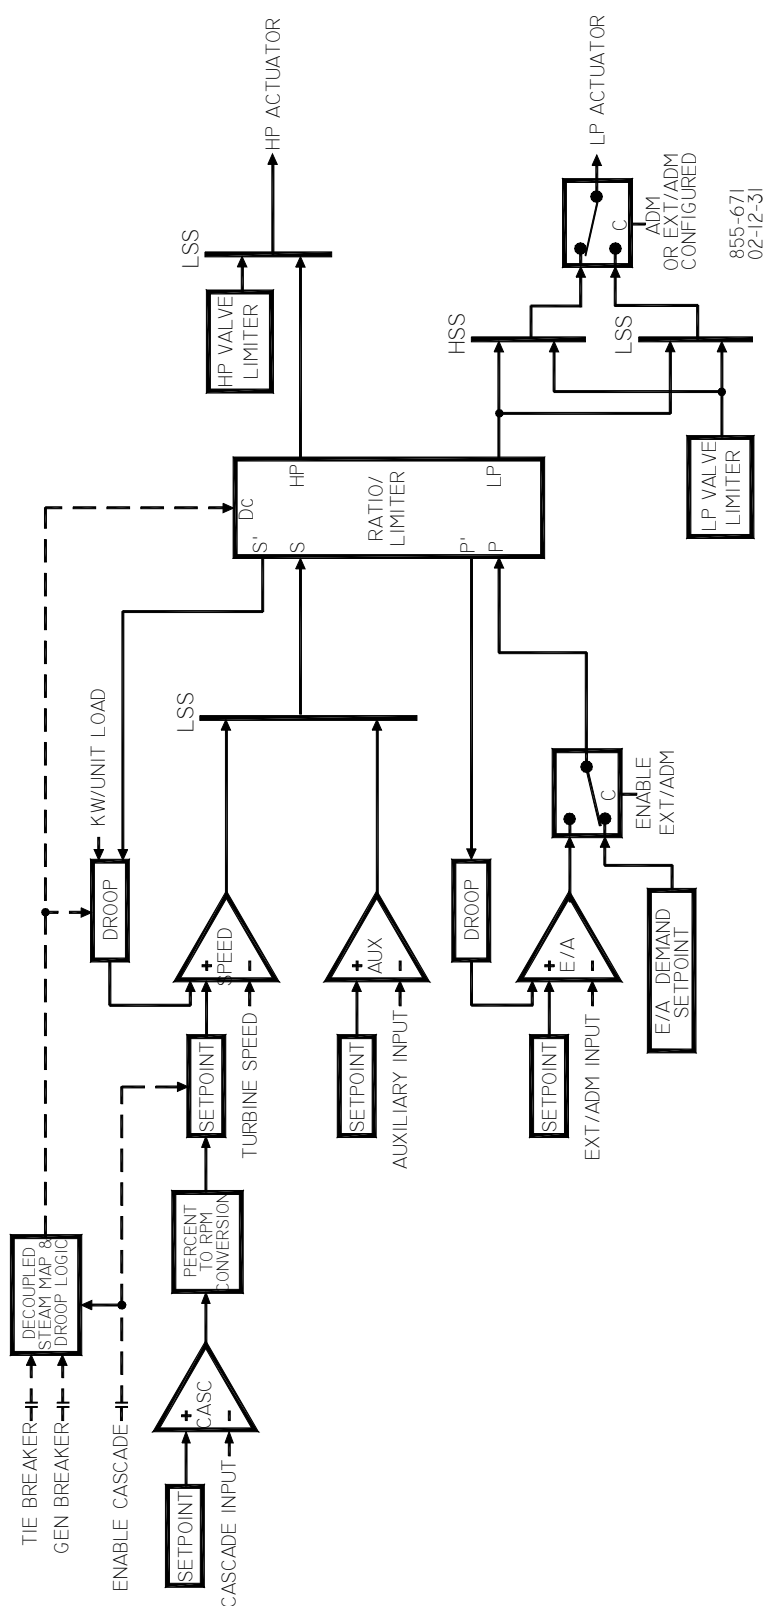 TIE BREAKER
GEN BREAKER
ENABLE CASCADE
SETPOINT
CASCADE INPUT
+
CASC
-
DECOUPLED
STEAM MAP &
DROOP LOGIC
PERCENT
TO RPM
CONVERSION
SETPOINT
TURBINE SPEED
KW/UNIT LOAD
DROOP
+
SPEED
-
SETPOINT
AUXILIARY INPUT
+
AUX
-
SETPOINT
EXT/ADM INPUT
DROOP
+
E/A
-
E/A DEMAND
SETPOINT
C
ENABLE
EXT/ADM
LSS
Dc
S'
S
HP
RATIO/
LIMITER
P'
P
LP
HP VALVE
LIMITER
LSS
HP ACTUATOR
LP VALVE
LIMITER
HSS
LSS
C
ADM
OR EXT/ADM
CONFIGURED
LP ACTUATOR
855-671
02-12-31